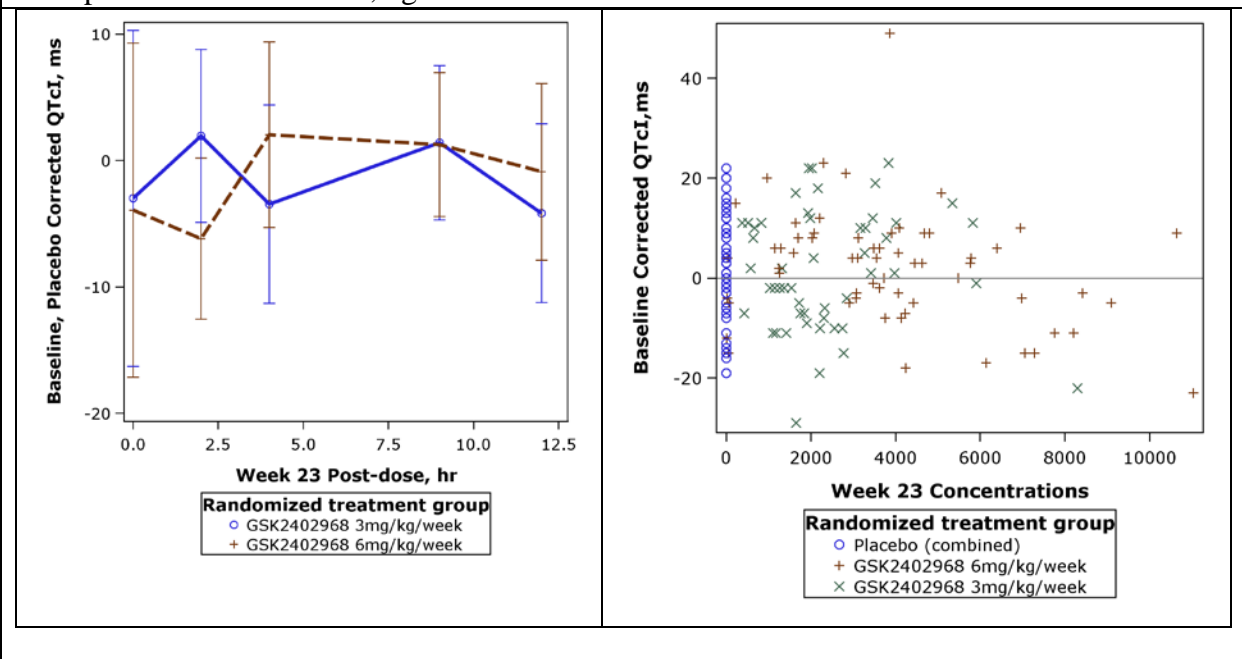 10
0
-10
-20
Baseline, Placebo Corrected QTcI, ms
0.0 2.5 5.0 7.5 10.0 12.5
Week 23 Post-dose, hr
Randomized treatment group
GSK2402968 3mg/kg/week
GSK2402968 6mg/kg/week
40
20
0
-20
Baseline Corrected QTcI,ms
0 2000 4000 6000 8000 10000
Week 23 Concentrations
Randomized treatment group
Placebo (combined)
GSK2402968 6mg/kg/week
GSK2402968 3mg/kg/week